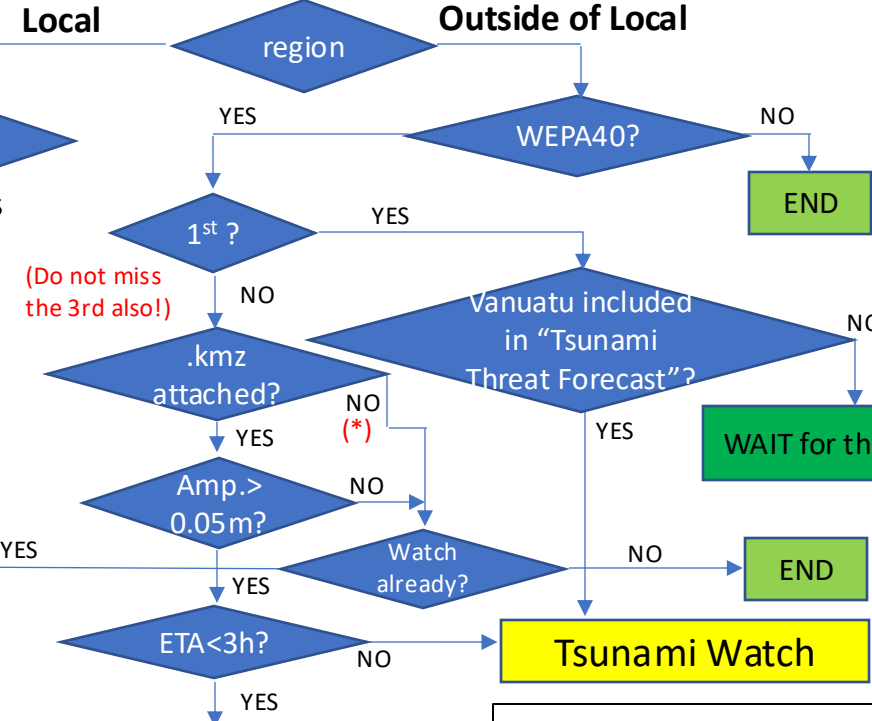 Local
Outside of Local
region
YES
WEPA40?
NO
END
1st ?
YES
(Do not miss
the 3rd also!)
NO
Vanuatu included
in “Tsunami
Threat Forecast”?
.kmz
attached?
NO
(*)
YES
YES
WAIT for
Amp.>
0.05m?
NO
YES
Watch
already?
NO
END
YES
ETA<3h?
NO
Tsunami Watch
YES